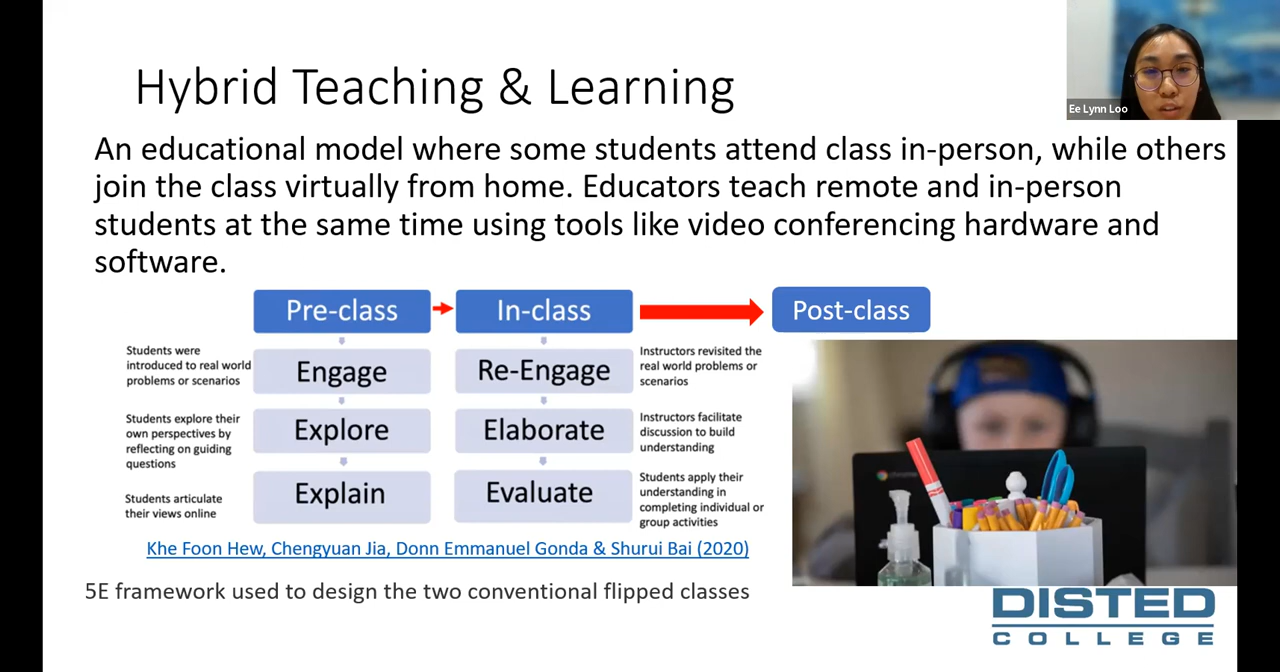 Hybrid Teaching & Learning
Ee Lynn Loo
An educational model where some students attend class in-person, while others
join the class virtually from home. Educators teach remote and in-person
students at the same time using tools like video conferencing hardware and
software.
Pre-class
In-class
Post-class
Students were
introduced to real world
problems or scenarios
Engage
Re-Engage
Instructors revisited the
real world problems or
scenarios
Students explore their
own perspectives by
reflecting on guiding
questions
Explore
Elaborate
Instructors facilitate
discussion to build
understanding
Students articulate
their views online
Explain
Evaluate
Students apply their
understanding in
completing individual or
group activities
Khe Foon Hew, Chengyuan Jia, Donn Emmanuel Gonda & Shurui Bai (2020)
5E framework used to design the two conventional flipped classes
DISTED
COLLEGE